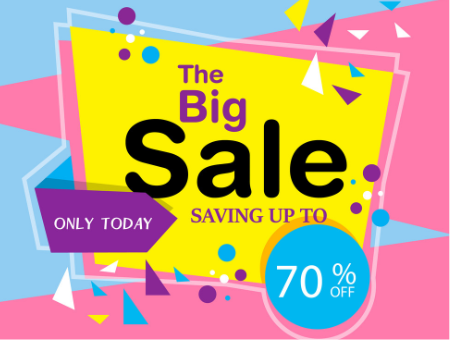 The
Big
Sale
ONLY TODAY
SAVING UP TO
70 %
OFF